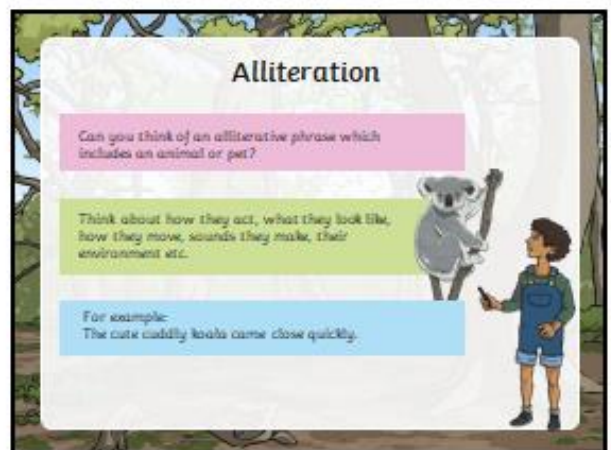 Alliteration
Can you think of an alliterative phrase which
includes an animal or pet?
Think about how they act, what they look like,
how they move, sounds they make, their
environment etc.
For example:
The cute cuddly koala came close quickly.